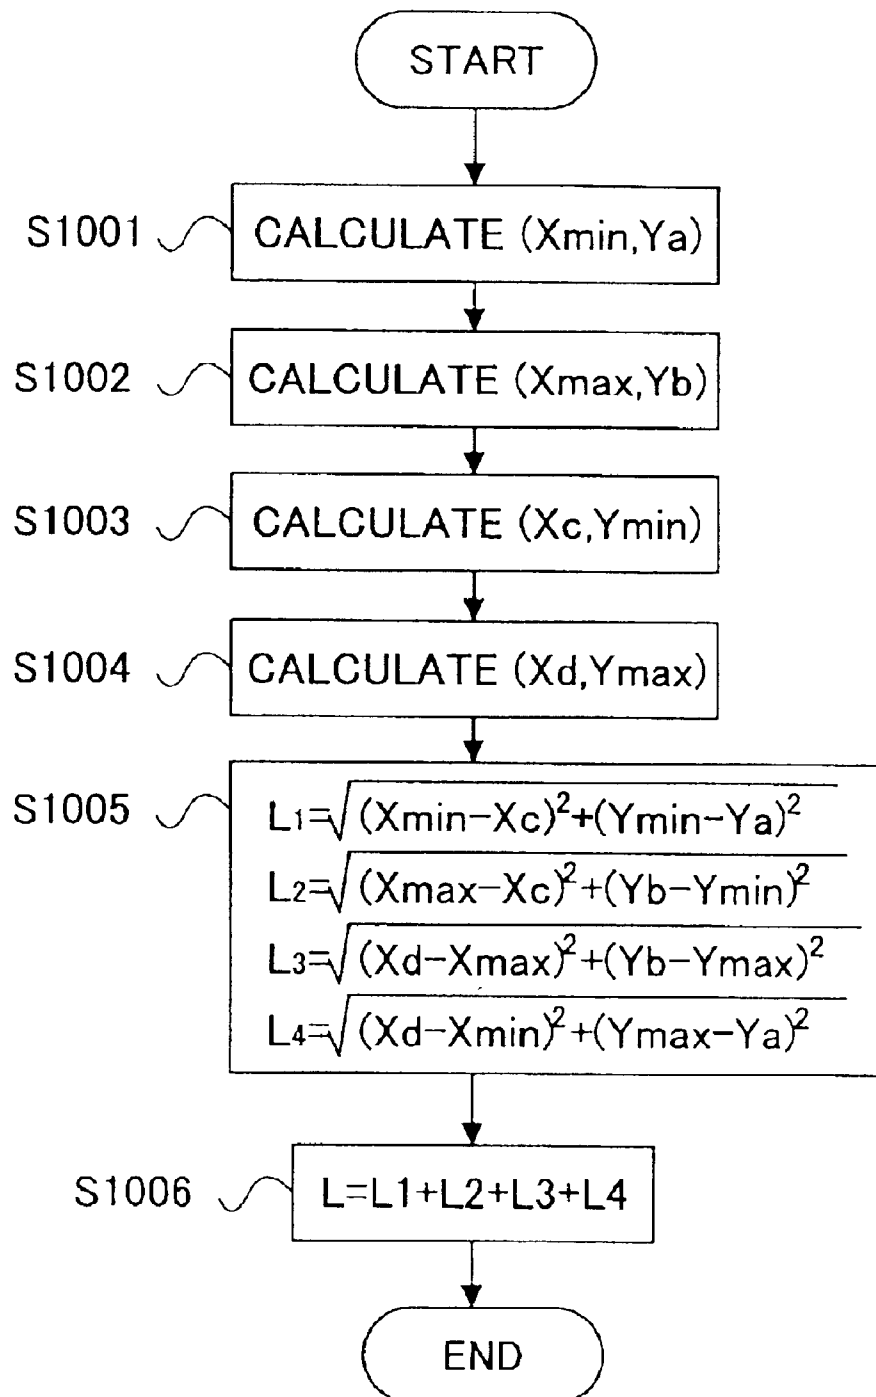 START
S1001 CALCULATE (Xmin,Ya)
S1002 CALCULATE (Xmax,Yb)
S1003 CALCULATE (Xc,Ymin)
S1004 CALCULATE (Xd,Ymax)
S1005
L1=√(Xmin-Xc)²+(Ymin-Ya)²
L2=√(Xmax-Xc)²+(Yb-Ymin)²
L3=√(Xd-Xmax)²+(Yb-Ymax)²
L4=√(Xd-Xmin)²+(Ymax-Ya)²
S1006 L=L1+L2+L3+L4
END